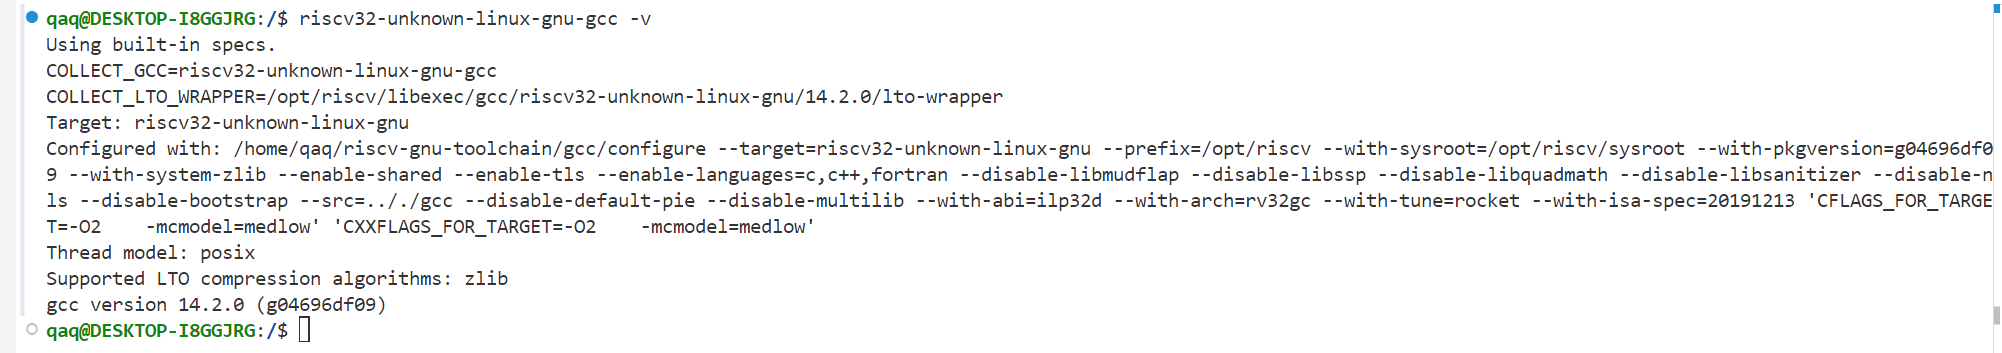 qaq@DESKTOP-I8GGJRG:/$ riscv32-unknown-linux-gnu-gcc -v
Using built-in specs.
COLLECT_GCC=riscv32-unknown-linux-gnu-gcc
COLLECT_LTO_WRAPPER=/opt/riscv/libexec/gcc/riscv32-unknown-linux-gnu/14.2.0/lto-wrapper
Target: riscv32-unknown-linux-gnu
Configured with: /home/qaq/riscv-gnu-toolchain/gcc/configure --target=riscv32-unknown-linux-gnu --prefix=/opt/riscv --with-sysroot=/opt/riscv/sysroot --with-pkgversion=g04696df0
9 --with-system-zlib --enable-shared --enable-tls --enable-languages=c,c++,fortran --disable-libmudflap --disable-libssp --disable-libquadmath --disable-libsanitizer --disable-n
ls --disable-bootstrap --src=.././gcc --disable-default-pie --disable-multilib --with-abi=ilp32d --with-arch=rv32gc --with-tune=rocket --with-isa-spec=20191213 'CFLAGS_FOR_TARGE
T=-O2    -mcmodel=medlow' 'CXXFLAGS_FOR_TARGET=-O2    -mcmodel=medlow'
Thread model: posix
Supported LTO compression algorithms: zlib
gcc version 14.2.0 (g04696df09)
qaq@DESKTOP-I8GGJRG:/$